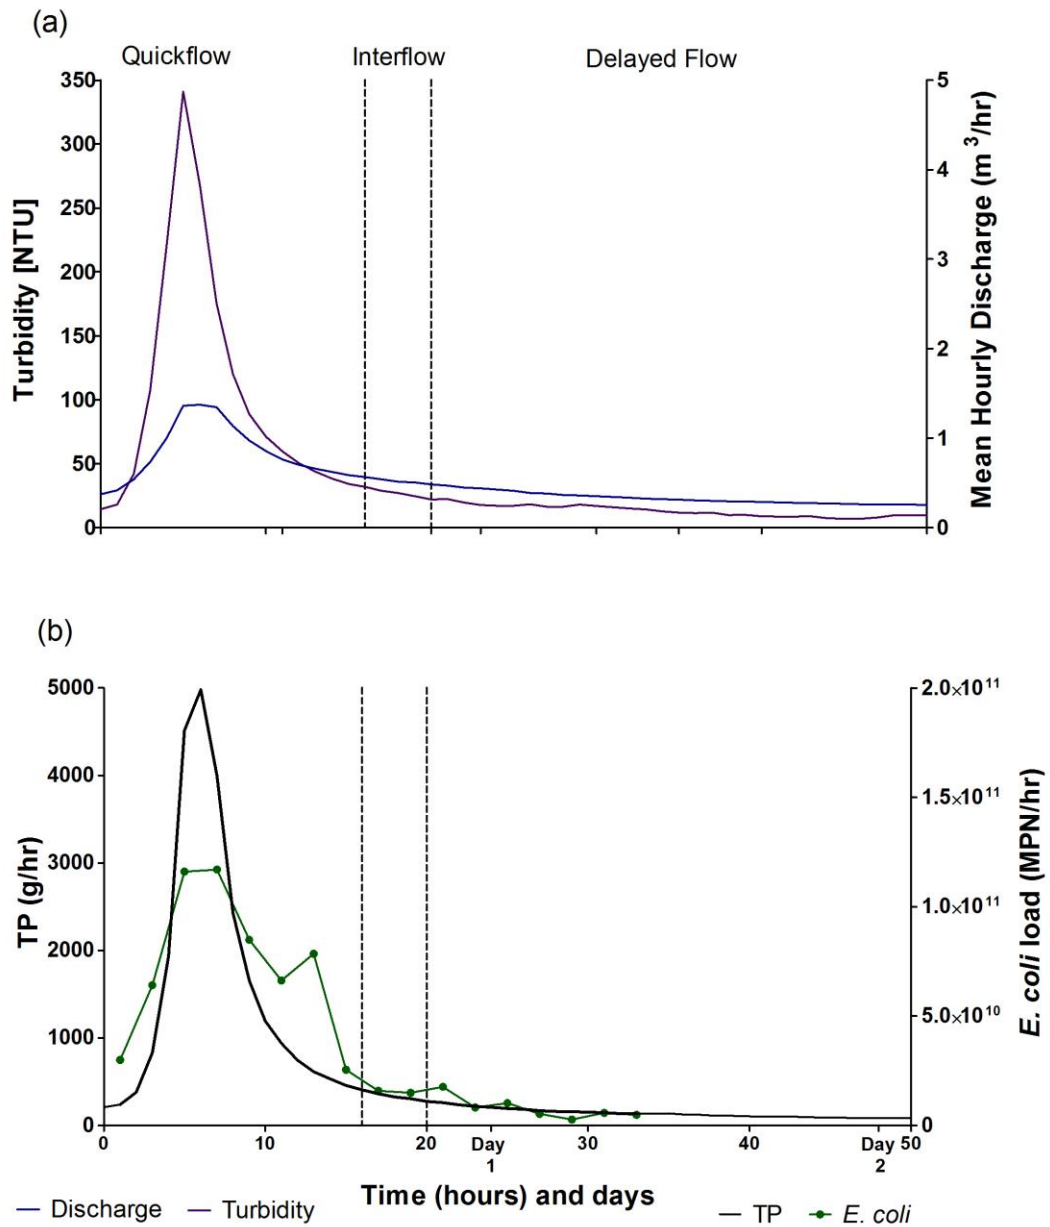 (a)
Quickflow Interflow Delayed Flow
350
300
250
200
150
100
50
0
Turbidity [NTU]
5
4
3
2
1
0
Mean Hourly Discharge (m³/hr)
(b)
5000
4000
3000
2000
1000
0
TP (g/hr)
2.0×10¹¹
1.5×10¹¹
1.0×10¹¹
5.0×10¹⁰
0
E. coli load (MPN/hr)
0 10 20 Day 1 30 40 Day 2 50
Time (hours) and days
Discharge Turbidity TP E. coli